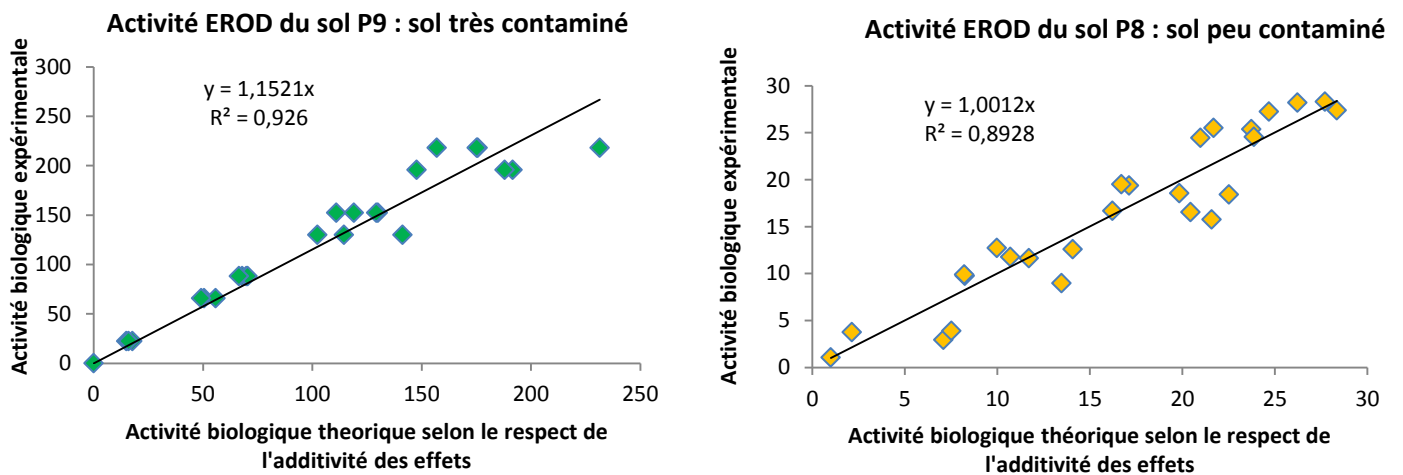 Activité EROD du sol P9 : sol très contaminé
Activité biologique expérimentale
300
250
200
150
100
50
0
y = 1,1521x
R² = 0,926
0 50 100 150 200 250
Activité biologique theorique selon le respect de
l'additivité des effets
Activité EROD du sol P8 : sol peu contaminé
Activité biologique expérimentale
30
25
20
15
10
5
0
y = 1,0012x
R² = 0,8928
0 5 10 15 20 25 30
Activité biologique théorique selon le respect de
l'additivité des effets